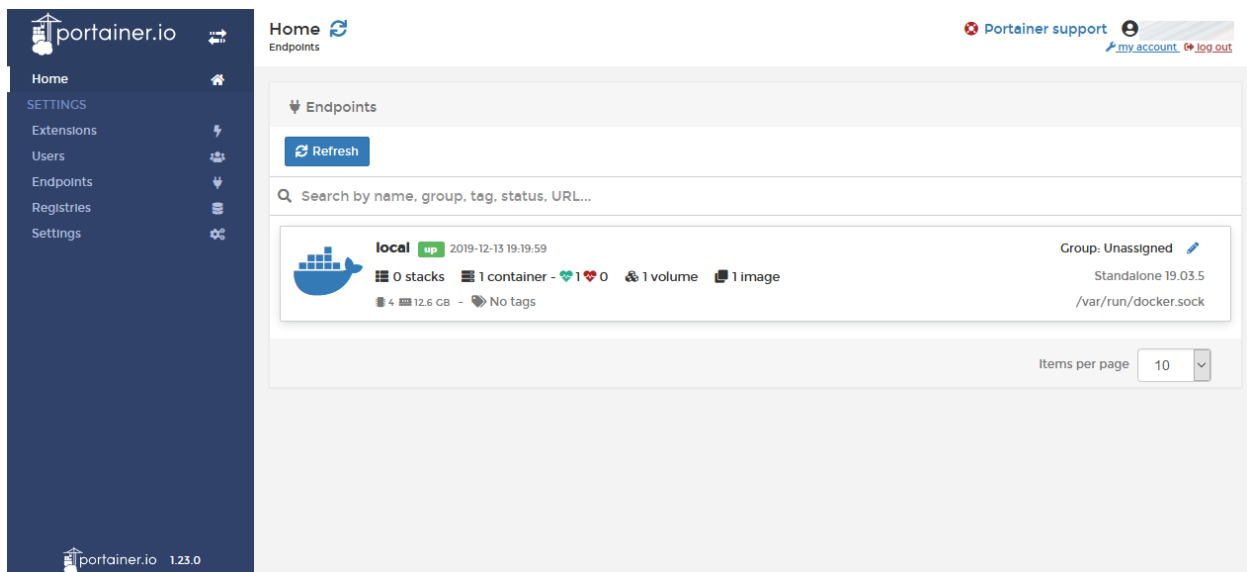 portainer.io
Home
SETTINGS
Extensions
Users
Endpoints
Registries
Settings
portainer.io 1.23.0
Home
Endpoints
Portainer support
my account log out
Endpoints
Refresh
Search by name, group, tag, status, URL...
local up 2019-12-13 19:19:59
Group: Unassigned
0 stacks 1 container - 1 0 1 volume 1 image
Standalone 19.03.5
4 12.6 GB - No tags
/var/run/docker.sock
Items per page 10